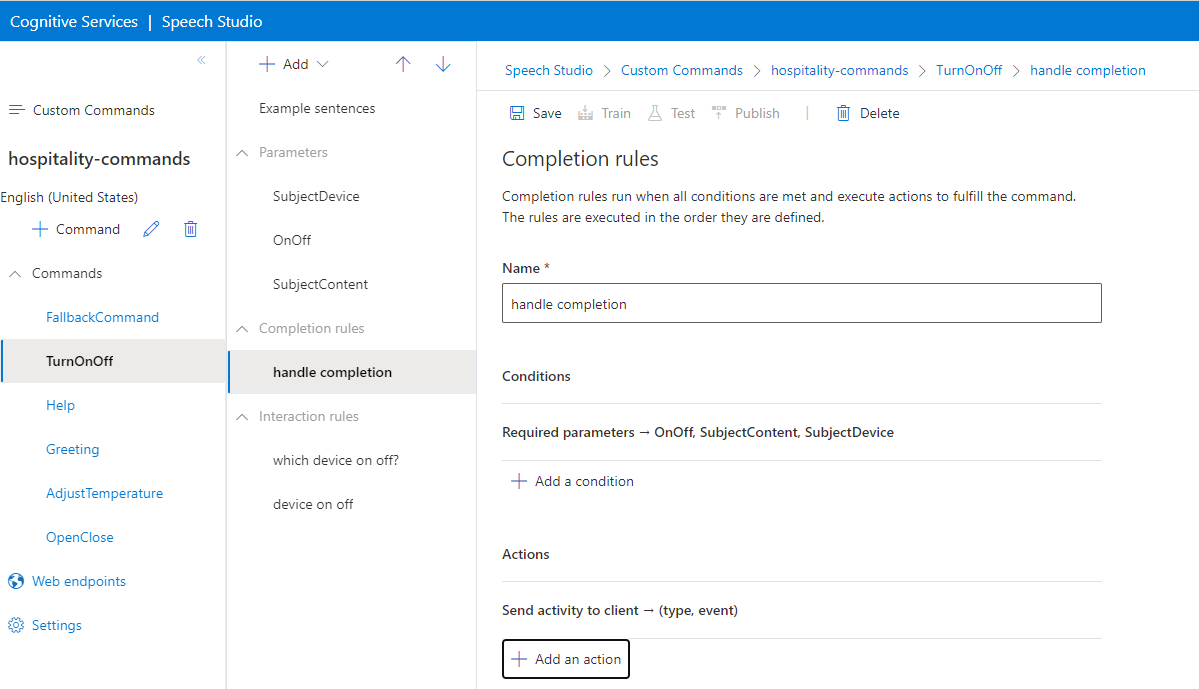 Cognitive Services | Speech Studio
Custom Commands
hospitality-commands
English (United States)
Command
Commands
FallbackCommand
TurnOnOff
Help
Greeting
AdjustTemperature
OpenClose
Web endpoints
Settings
Add
Example sentences
Parameters
SubjectDevice
OnOff
SubjectContent
Completion rules
handle completion
Interaction rules
which device on off?
device on off
Speech Studio > Custom Commands > hospitality-commands > TurnOnOff > handle completion
Save Train Test Publish | Delete
Completion rules
Completion rules run when all conditions are met and execute actions to fulfill the command.
The rules are executed in the order they are defined.
Name *
handle completion
Conditions
Required parameters → OnOff, SubjectContent, SubjectDevice
Add a condition
Actions
Send activity to client → (type, event)
Add an action